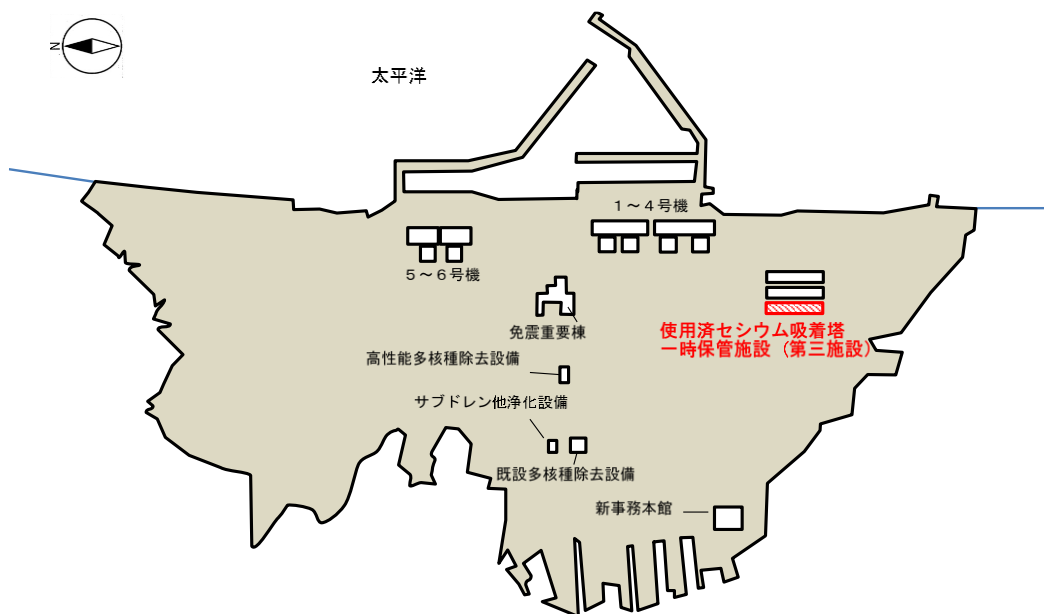 N
太平洋
１～４号機
５～６号機
免震重要棟
使用済セシウム吸着塔
一時保管施設（第三施設）
高性能多核種除去設備
サブドレン他浄化設備
既設多核種除去設備
新事務本館